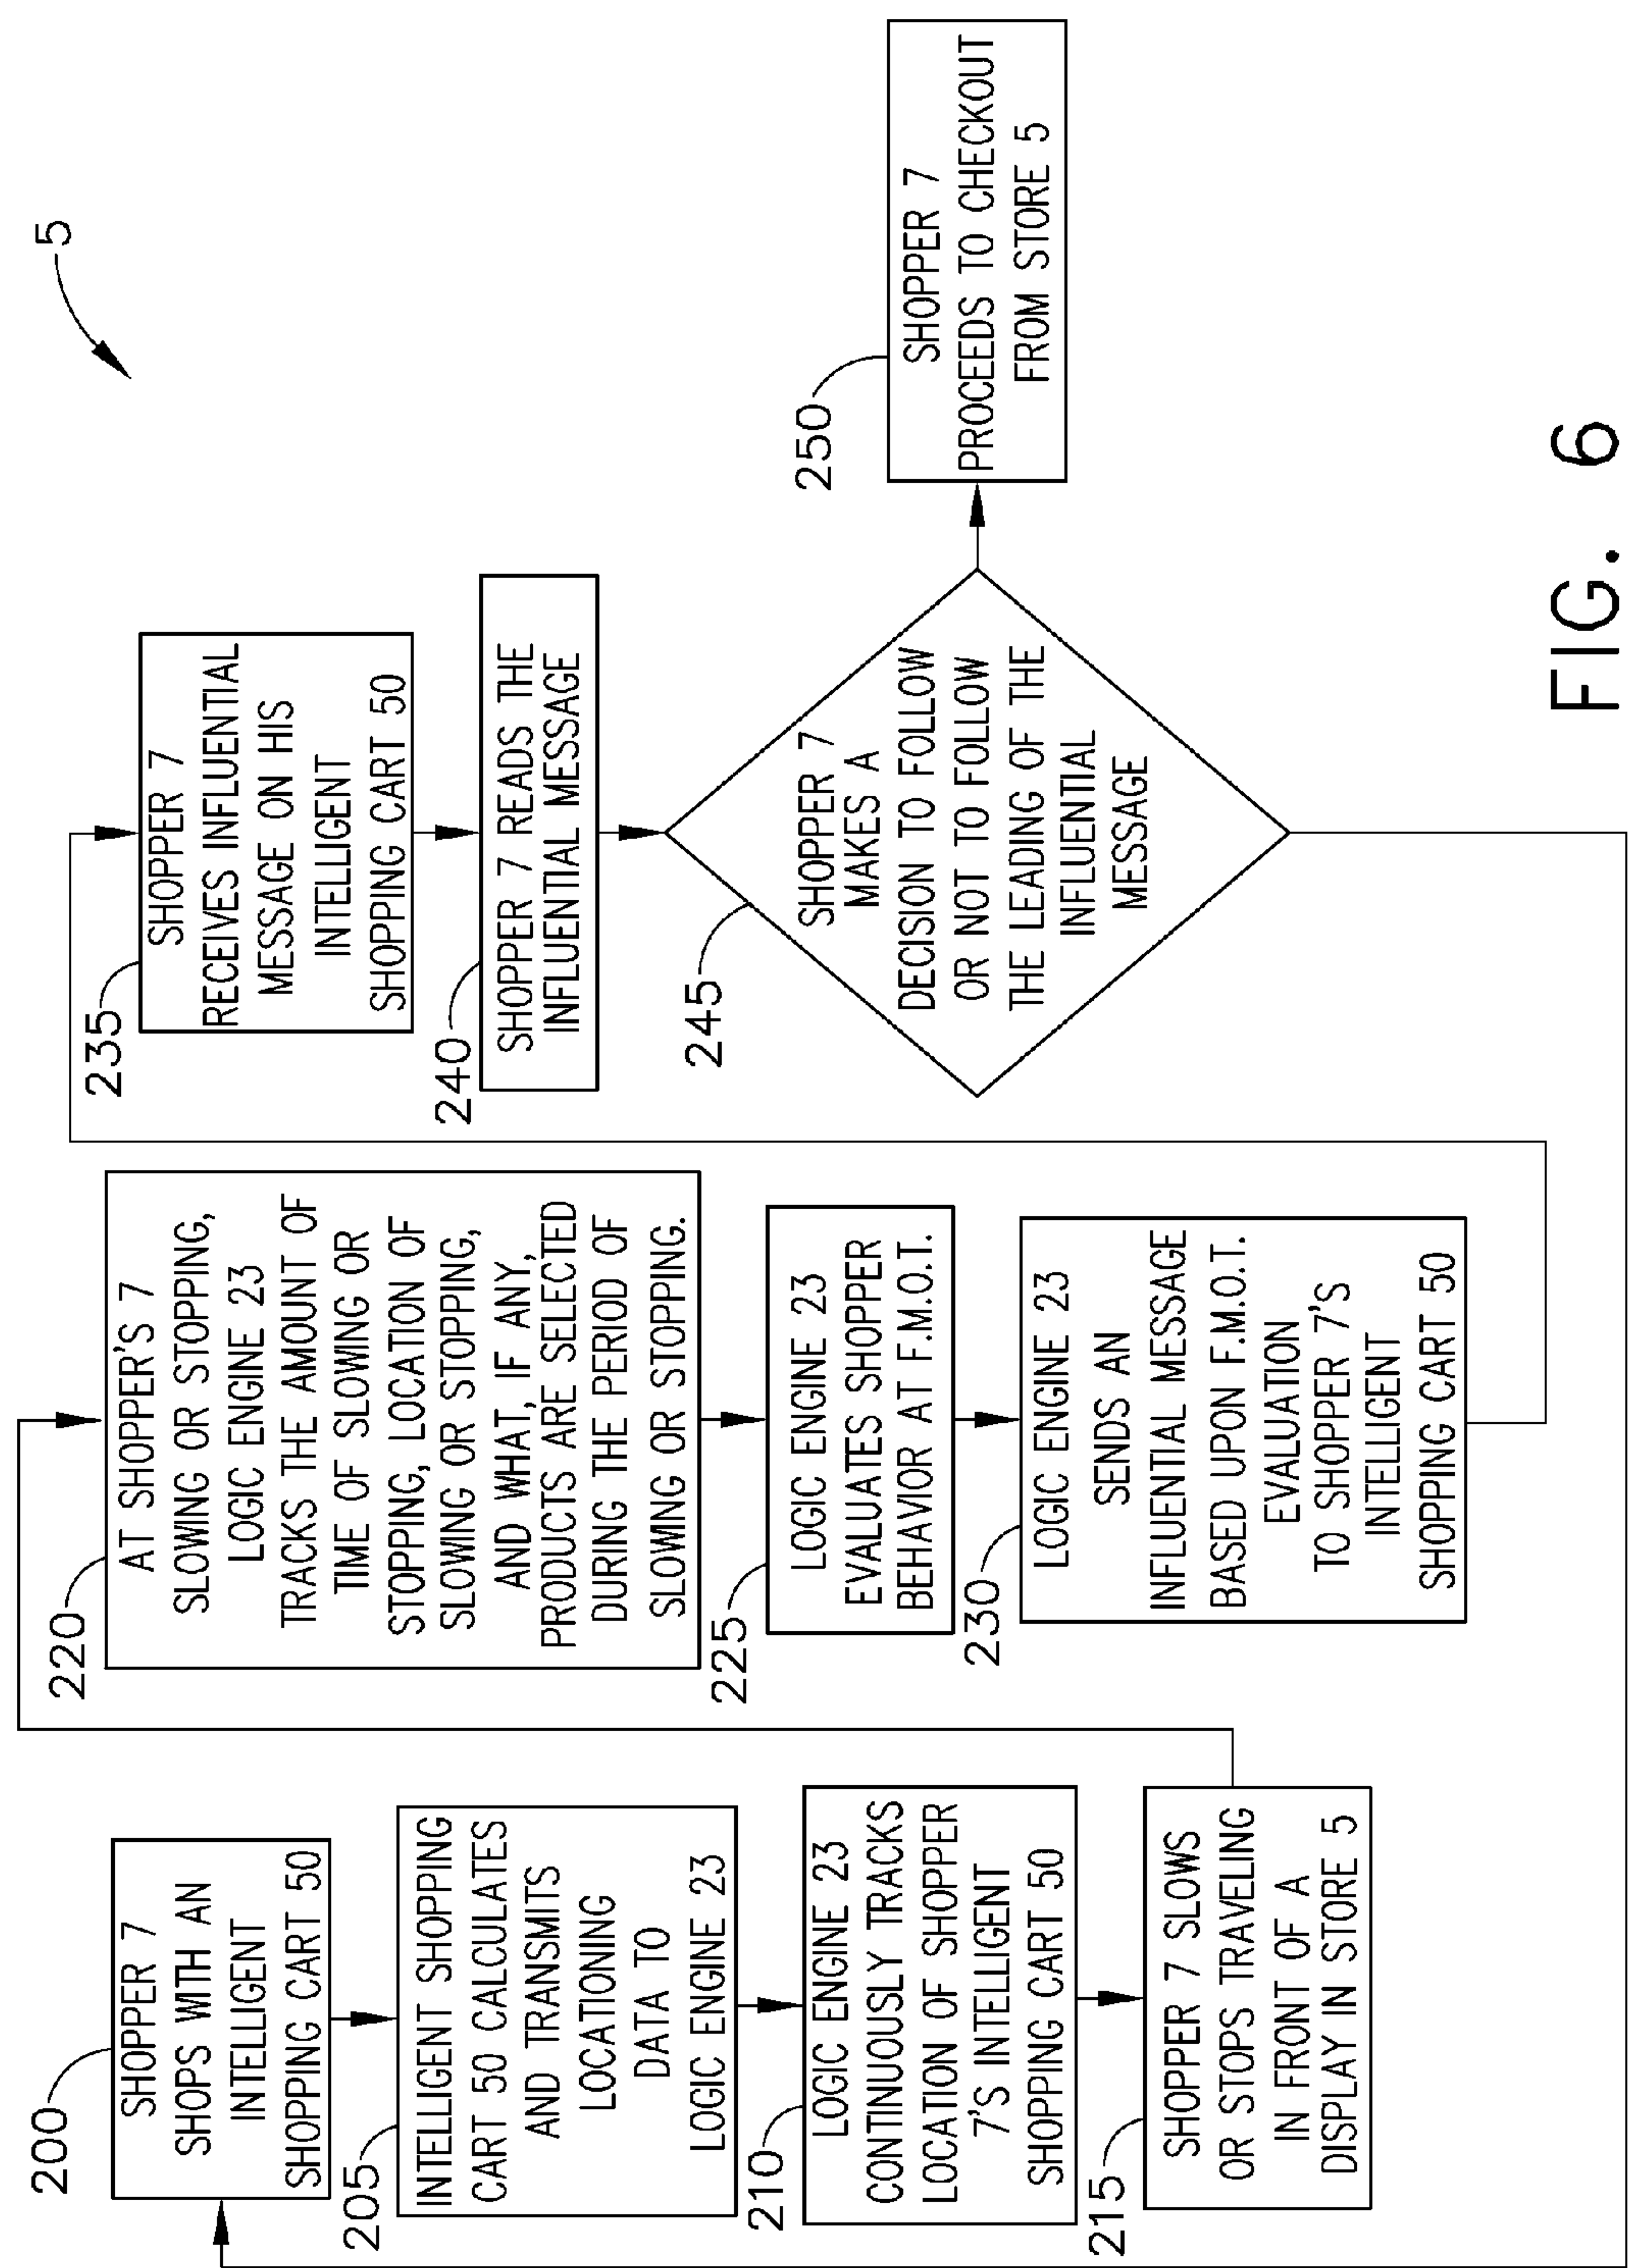 5
200
SHOPPER 7
SHOPS WITH AN
INTELLIGENT
SHOPPING CART 50
205
INTELLIGENT SHOPPING
CART 50 CALCULATES
AND TRANSMITS
LOCATIONING
DATA TO
LOGIC ENGINE 23
210
LOGIC ENGINE 23
CONTINUOUSLY TRACKS
LOCATION OF SHOPPER
7'S INTELLIGENT
SHOPPING CART 50
215
SHOPPER 7 SLOWS
OR STOPS TRAVELING
IN FRONT OF A
DISPLAY IN STORE 5
220
AT SHOPPER'S 7
SLOWING OR STOPPING,
LOGIC ENGINE 23
TRACKS THE AMOUNT OF
TIME OF SLOWING OR
STOPPING, LOCATION OF
SLOWING OR STOPPING,
AND WHAT, IF ANY,
PRODUCTS ARE SELECTED
DURING THE PERIOD OF
SLOWING OR STOPPING.
225
LOGIC ENGINE 23
EVALUATES SHOPPER
BEHAVIOR AT F.M.O.T.
230
LOGIC ENGINE 23
SENDS AN
INFLUENTIAL MESSAGE
BASED UPON F.M.O.T.
EVALUATION
TO SHOPPER 7'S
INTELLIGENT
SHOPPING CART 50
235
SHOPPER 7
RECEIVES INFLUENTIAL
MESSAGE ON HIS
INTELLIGENT
SHOPPING CART 50
240
SHOPPER 7 READS THE
INFLUENTIAL MESSAGE
245
SHOPPER 7
MAKES A
DECISION TO FOLLOW
OR NOT TO FOLLOW
THE LEADING OF THE
INFLUENTIAL
MESSAGE
250
SHOPPER 7
PROCEEDS TO CHECKOUT
FROM STORE 5
FIG. 6